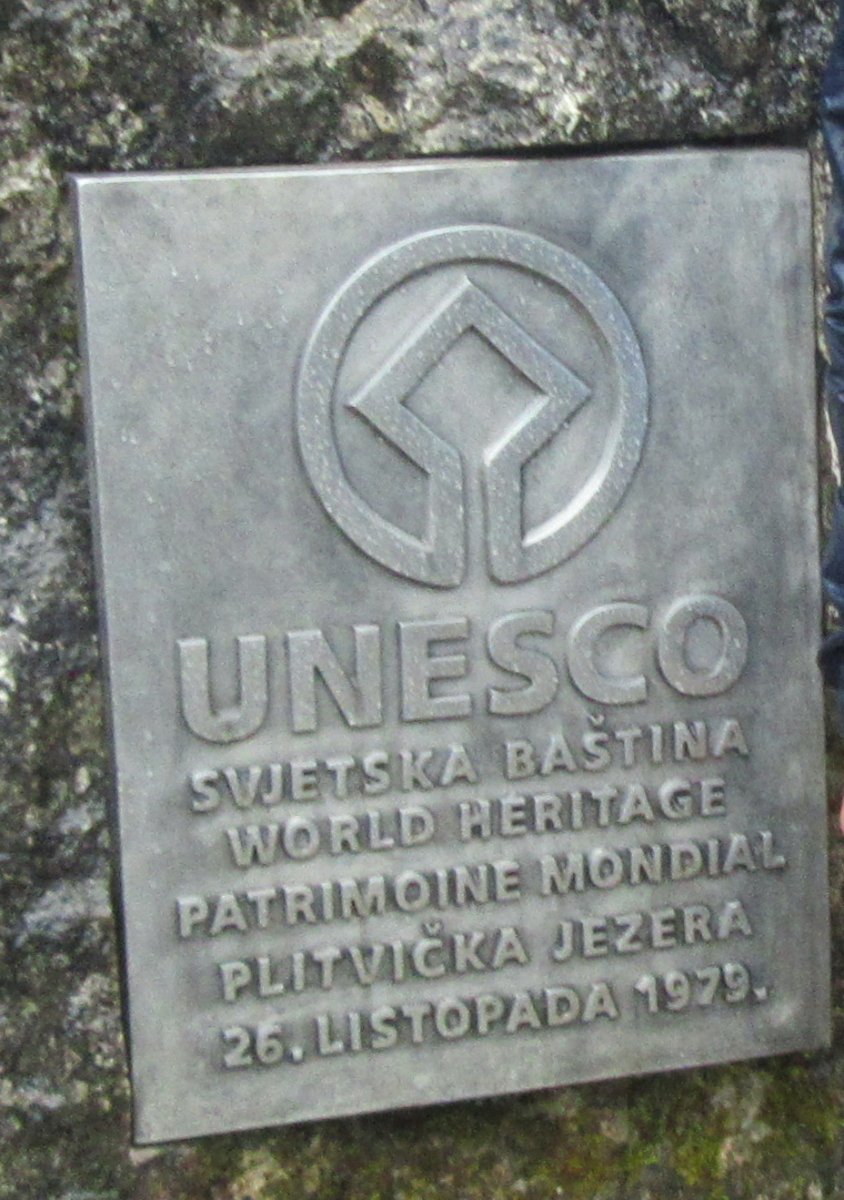 UNESCO
SVJETSKA BAŠTINA
WORLD HERITAGE
PATRIMOINE MONDIAL
PLITVIČKA JEZERA
26. LISTOPADA 1979.